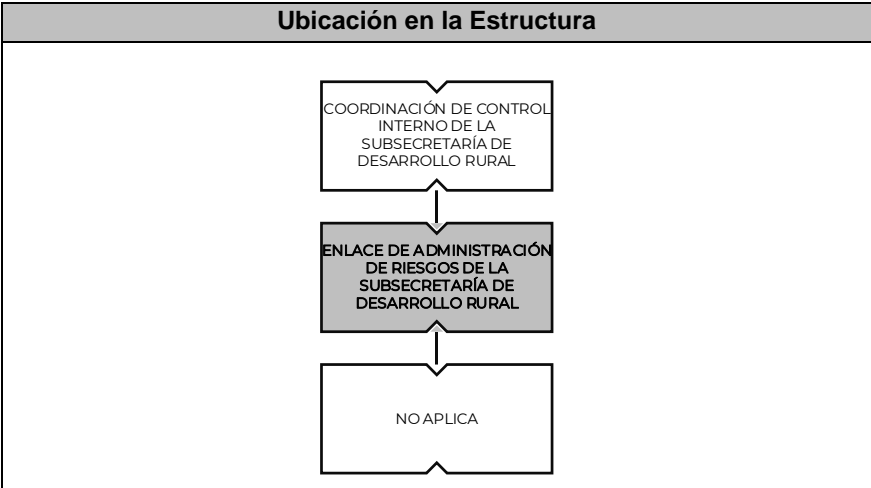 Ubicación en la Estructura
COORDINACIÓN DE CONTROL
INTERNO DE LA
SUBSECRETARÍA DE
DESARROLLO RURAL
ENLACE DE ADMINISTRACIÓN
DE RIESGOS DE LA
SUBSECRETARÍA DE
DESARROLLO RURAL
NO APLICA